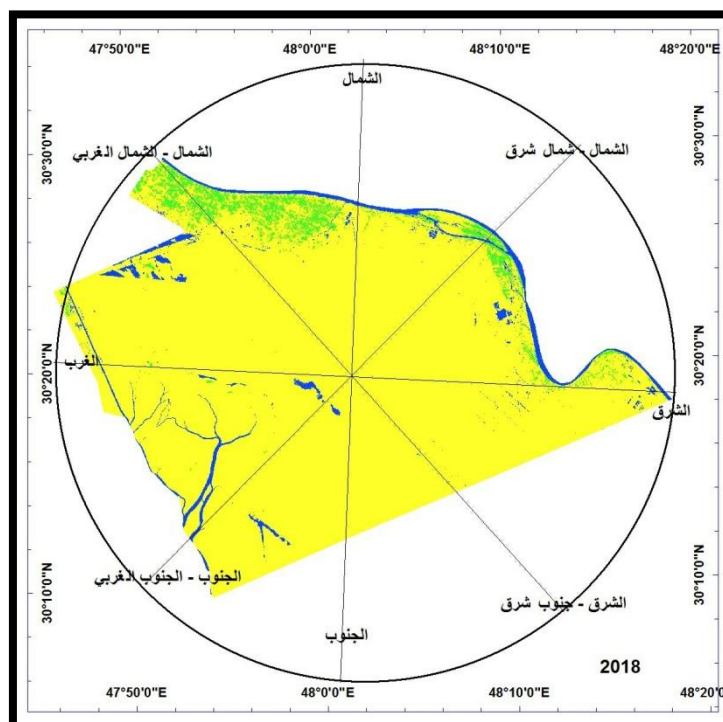 47°50'0"E 48°0'0"E 48°10'0"E 48°20'0"E
30°30'0"N
30°20'0"N
30°10'0"N
30°30'0"N
30°20'0"N
30°10'0"N
الشمال
الشمال - الشمال الغربي
الشمال - شمال شرق
الغرب
الشرق
الجنوب - الجنوب الغربي
الشرق - جنوب شرق
الجنوب
2018
47°50'0"E 48°0'0"E 48°10'0"E 48°20'0